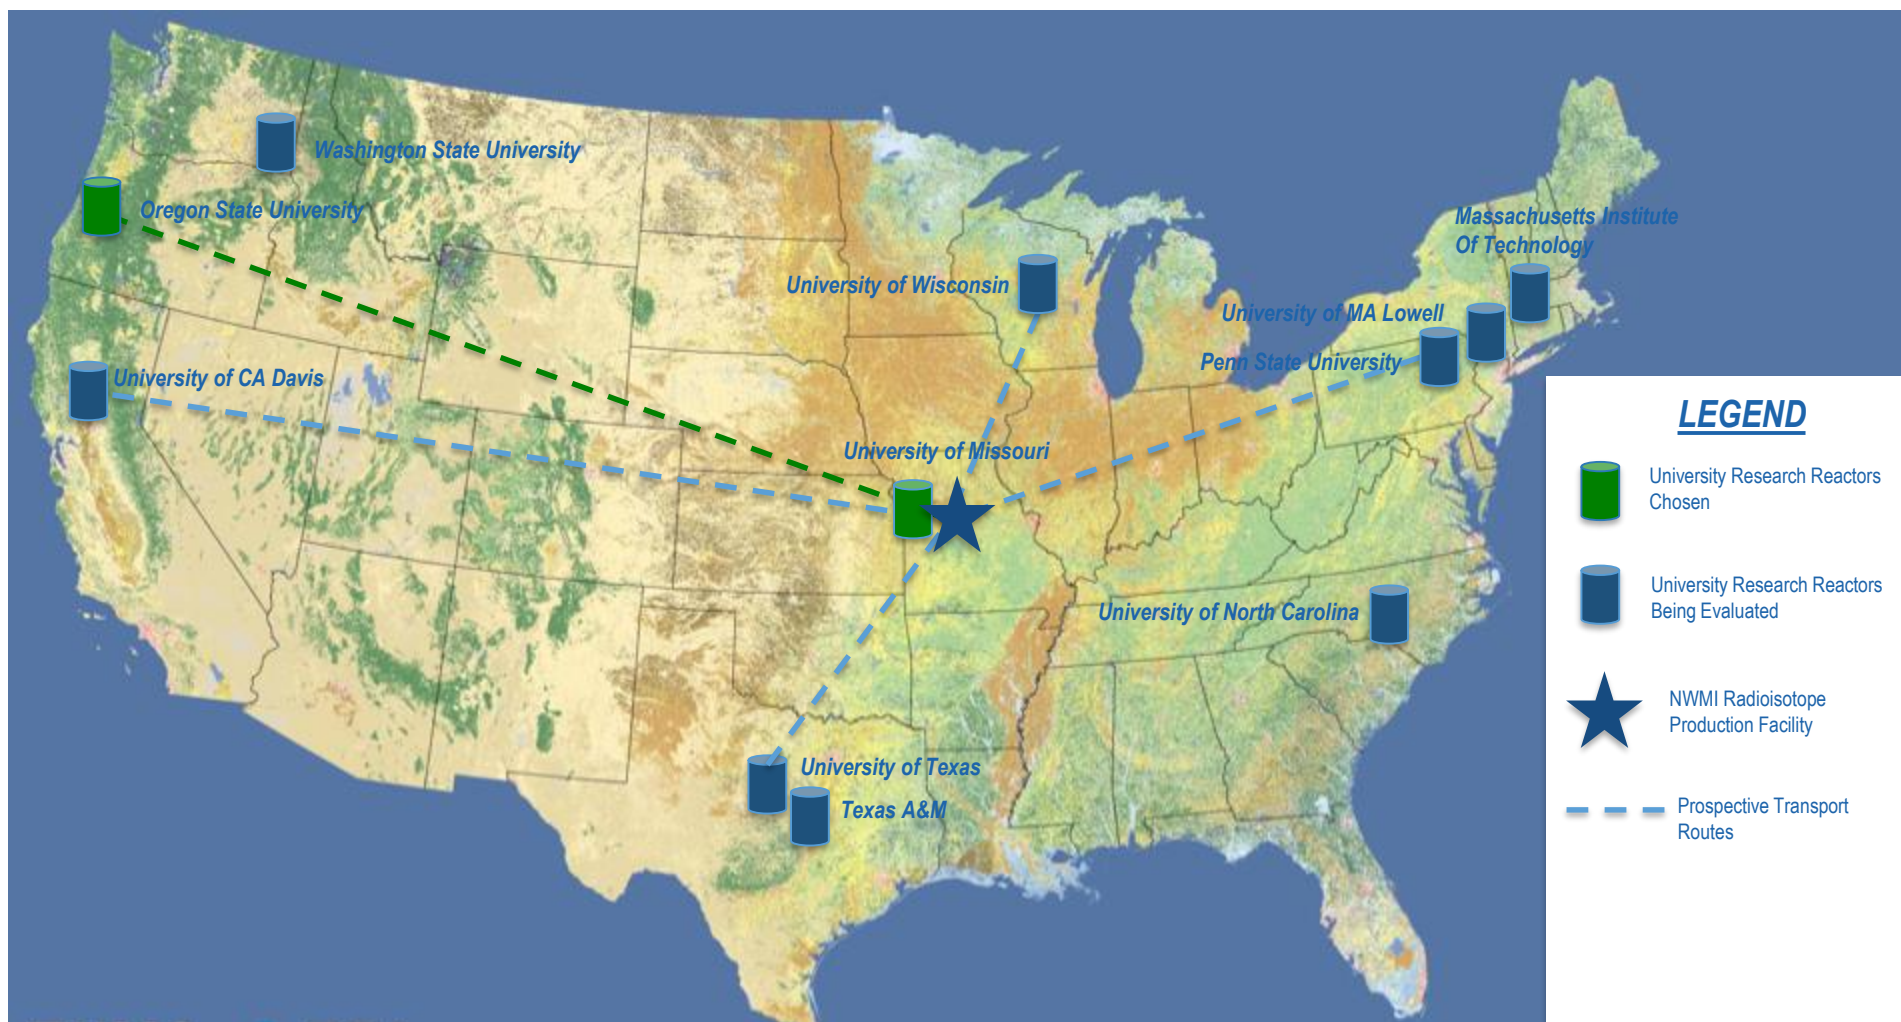 Washington State University
Oregon State University
Massachusetts Institute
Of Technology
University of Wisconsin
University of MA Lowell
Penn State University
University of CA Davis
University of Missouri
University of North Carolina
University of Texas
Texas A&M
LEGEND
University Research Reactors
Chosen
University Research Reactors
Being Evaluated
NWMI Radioisotope
Production Facility
Prospective Transport
Routes